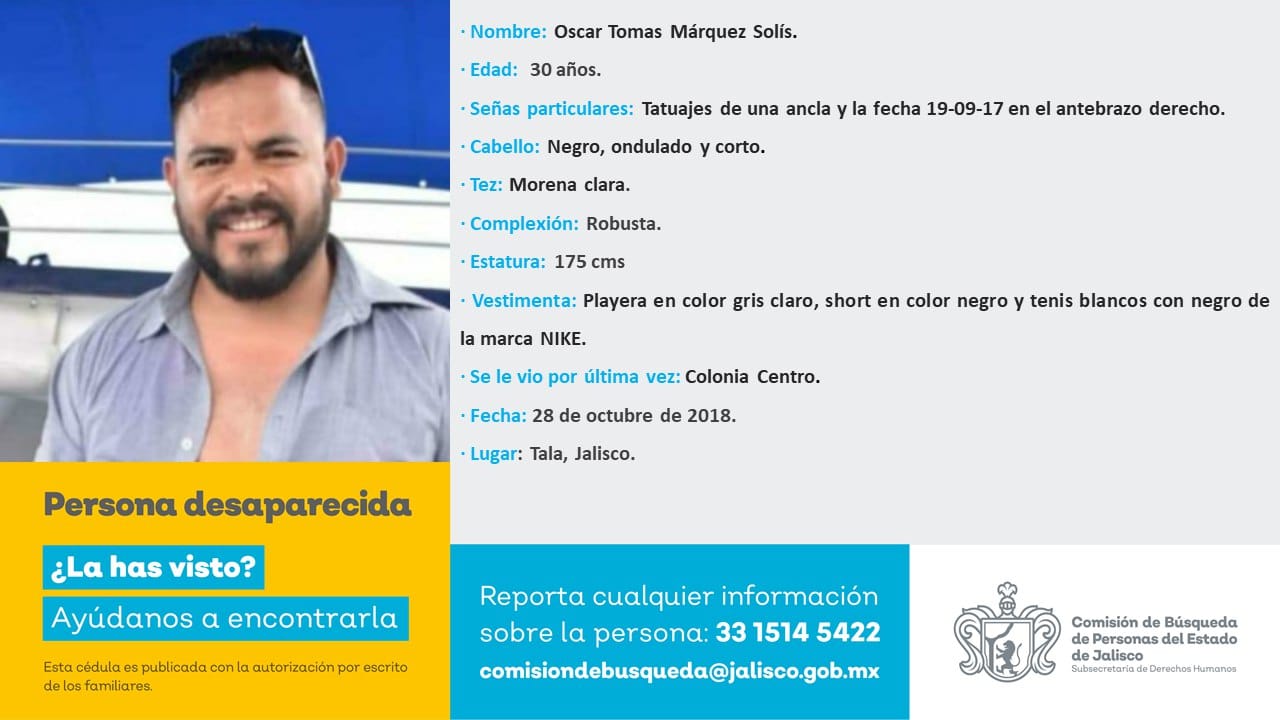 · Nombre: Oscar Tomas Márquez Solís.
· Edad: 30 años.
· Señas particulares: Tatuajes de una ancla y la fecha 19-09-17 en el antebrazo derecho.
· Cabello: Negro, ondulado y corto.
· Tez: Morena clara.
· Complexión: Robusta.
· Estatura: 175 cms
· Vestimenta: Playera en color gris claro, short en color negro y tenis blancos con negro de
la marca NIKE.
· Se le vio por última vez: Colonia Centro.
· Fecha: 28 de octubre de 2018.
· Lugar: Tala, Jalisco.
Persona desaparecida
¿La has visto?
Ayúdanos a encontrarla
Esta cédula es publicada con la autorización por escrito
de los familiares.
Reporta cualquier información
sobre la persona: 33 1514 5422
comisiondebusqueda@jalisco.gob.mx
Comisión de Búsqueda
de Personas del Estado
de Jalisco
Subsecretaría de Derechos Humanos